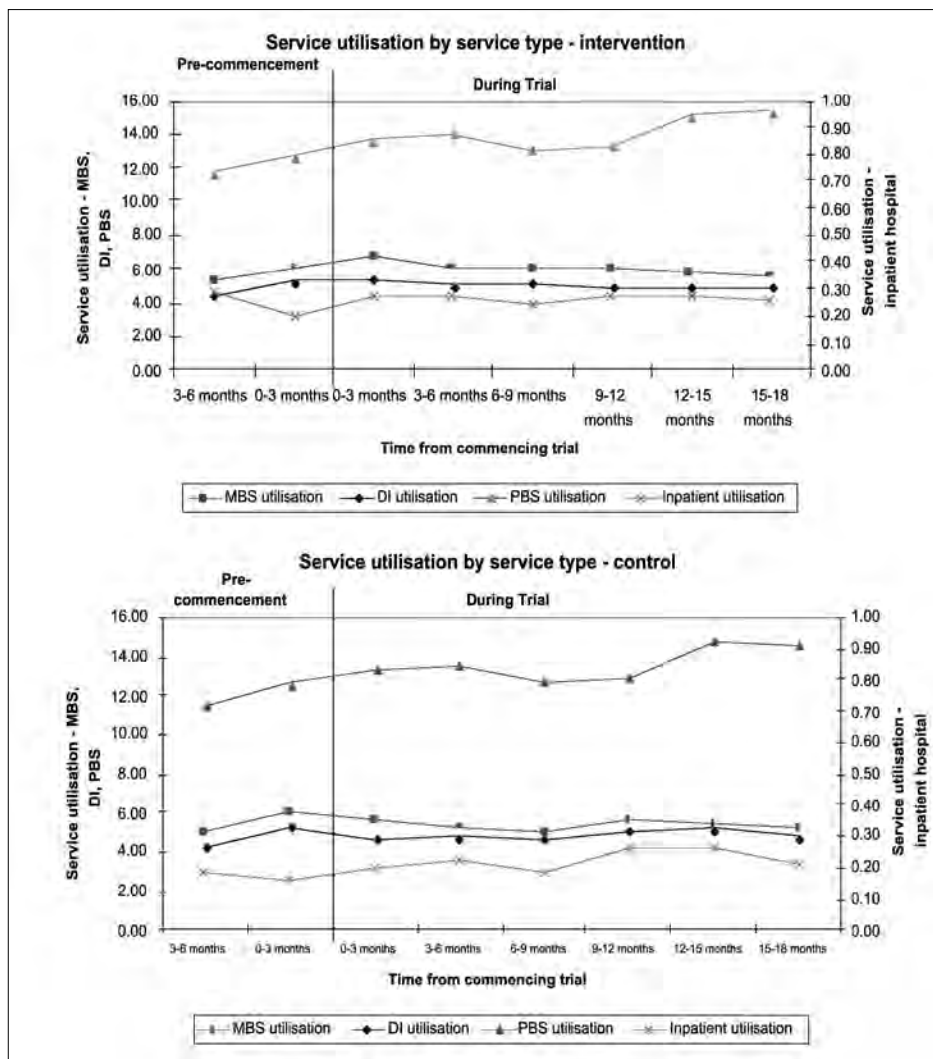 Service utilisation by service type - intervention
Pre-commencement
During Trial
16.00
14.00
12.00
10.00
8.00
6.00
4.00
2.00
0.00
Service utilisation - MBS,
DI, PBS
1.00
0.90
0.80
0.70
0.60
0.50
0.40
0.30
0.20
0.10
0.00
Service utilisation -
inpatient hospital
3-6 months
0-3 months
0-3 months
3-6 months
6-9 months
9-12
months
12-15
months
15-18
months
Time from commencing trial
MBS utilisation
DI utilisation
PBS utilisation
Inpatient utilisation
Service utilisation by service type - control
Pre-
commencement
During Trial
16.00
14.00
12.00
10.00
8.00
6.00
4.00
2.00
0.00
Service utilisation - MBS,
DI, PBS
1.00
0.90
0.80
0.70
0.60
0.50
0.40
0.30
0.20
0.10
0.00
Service utilisation -
inpatient hospital
3-6 months
0-3 months
0-3 months
3-6 months
6-9 months
9-12 months
12-15 months
15-18 months
Time from commencing trial
MBS utilisation
DI utilisation
PBS utilisation
Inpatient utilisation